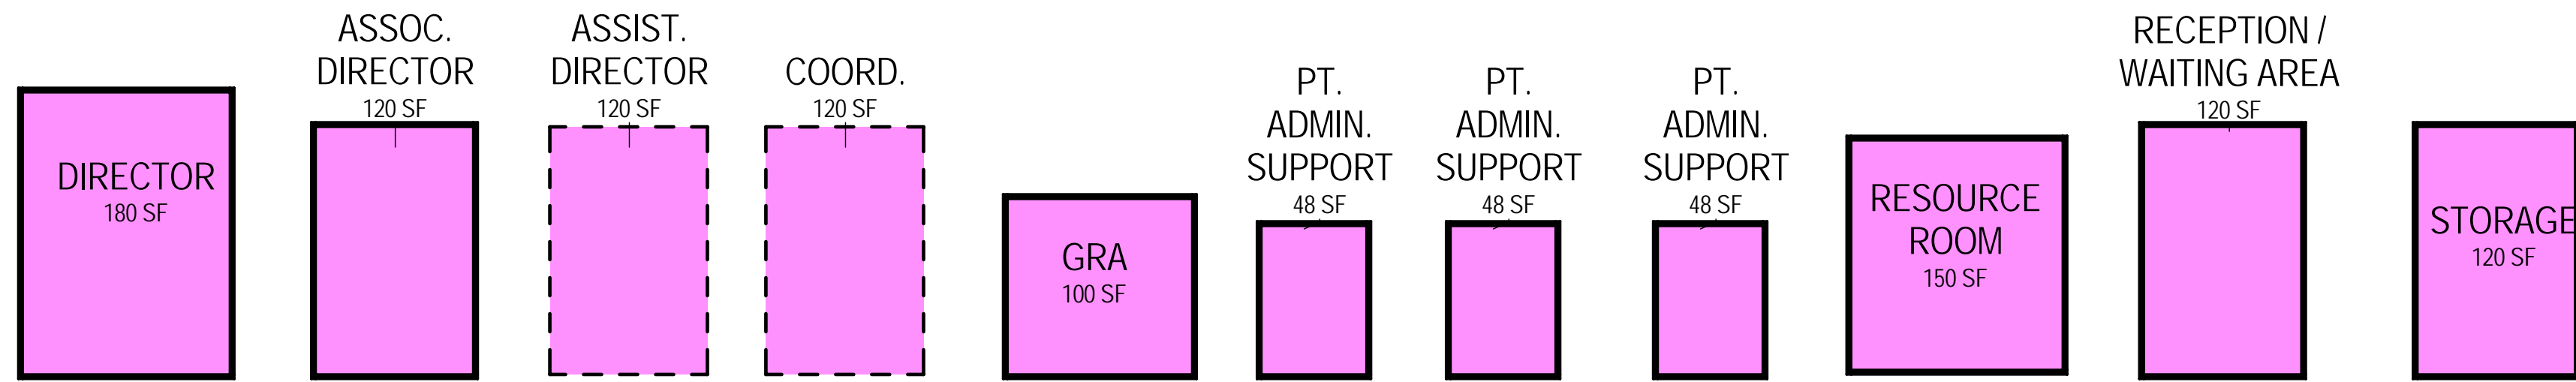 DIRECTOR
180 SF
ASSOC.
DIRECTOR
120 SF
ASSIST.
DIRECTOR
120 SF
COORD.
120 SF
GRA
100 SF
PT.
ADMIN.
SUPPORT
48 SF
PT.
ADMIN.
SUPPORT
48 SF
PT.
ADMIN.
SUPPORT
48 SF
RESOURCE
ROOM
150 SF
RECEPTION /
WAITING AREA
120 SF
STORAGE
120 SF